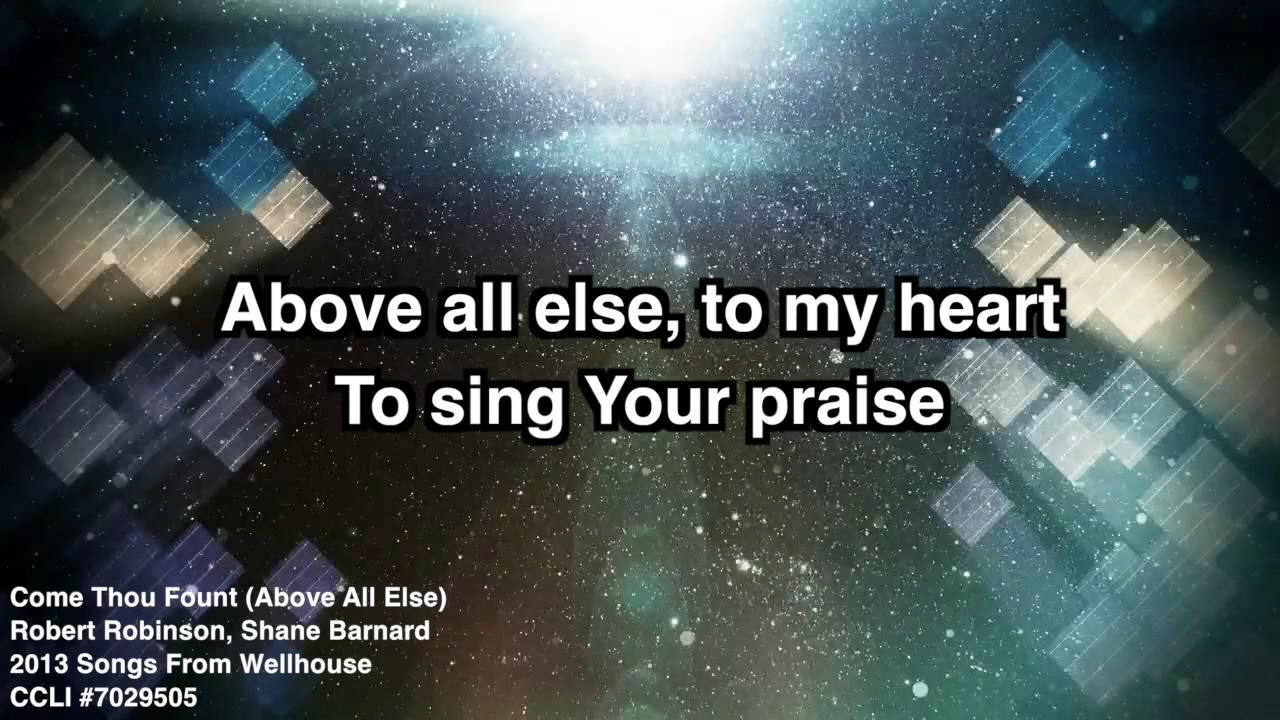 Above all else, to my heart
To sing Your praise
Come Thou Fount (Above All Else)
Robert Robinson, Shane Barnard
2013 Songs From Wellhouse
CCLI #7029505